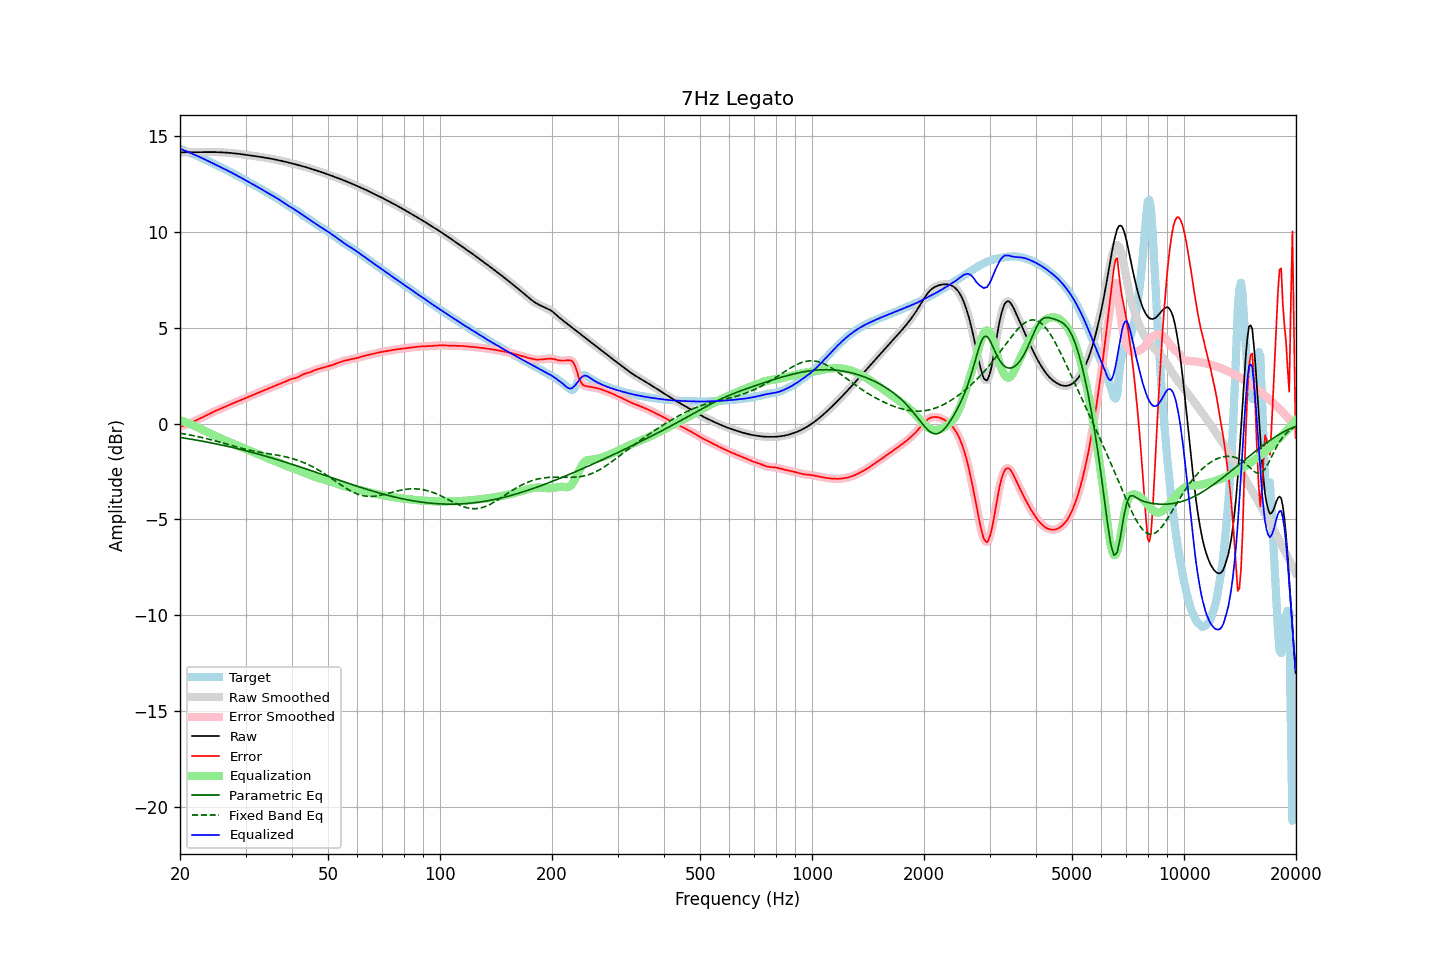 7Hz Legato
15
10
5
0
−5
−10
−15
−20
Amplitude (dBr)
20
50
100
200
500
1000
2000
5000
10000
20000
Frequency (Hz)
Target
Raw Smoothed
Error Smoothed
Raw
Error
Equalization
Parametric Eq
Fixed Band Eq
Equalized